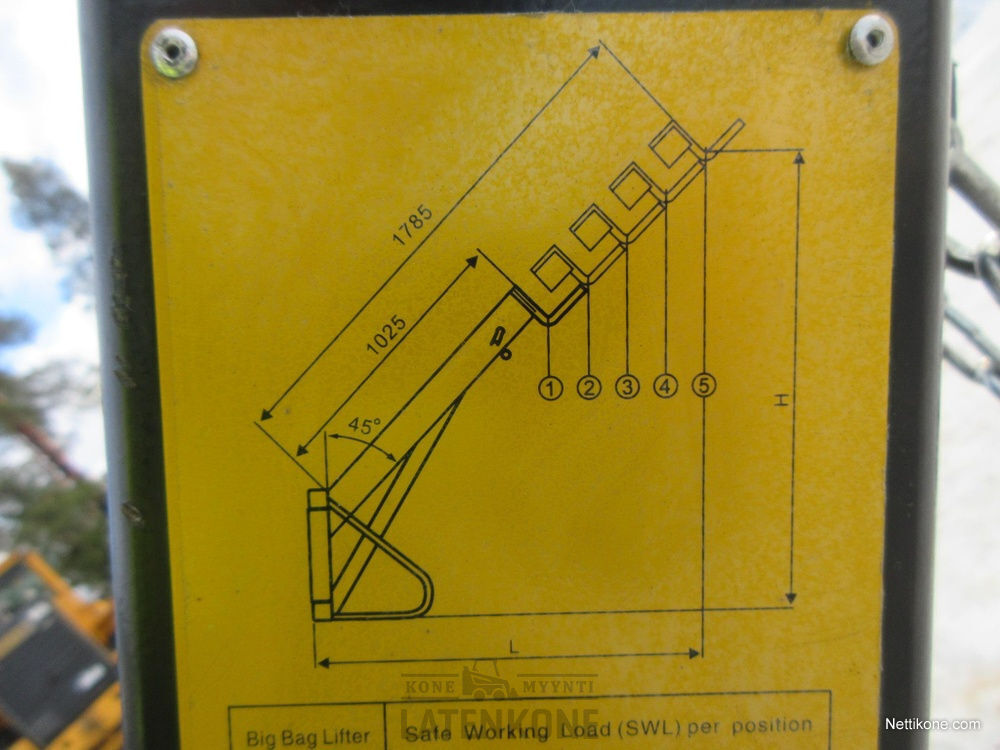 1785
1025
45°
1 2 3 4 5
H
L
KONE MYYNTI
LATENKONE
Big Bag Lifter
Safe Working Load (SWL) per position
Nettikone.com